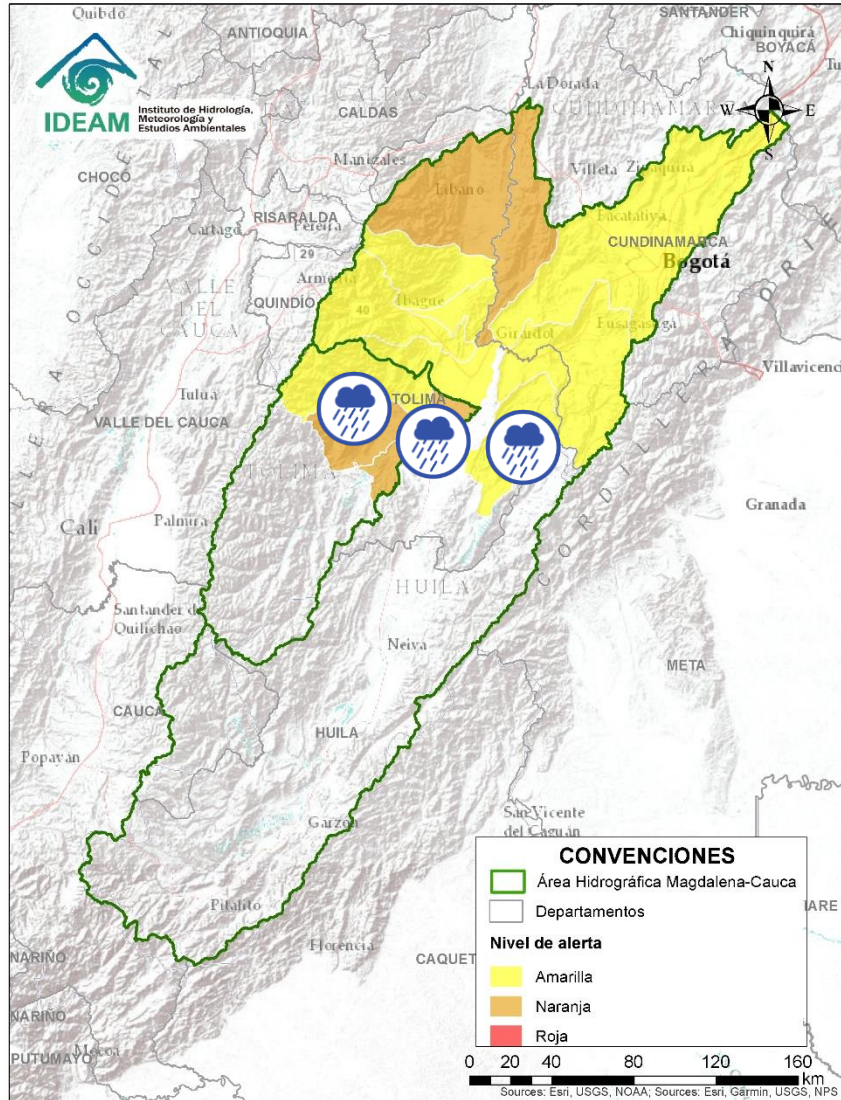 Quibdó
ANTIOQUIA
SANTANDER
Chiquinquirá
BOYACÁ
N
W
E
S
IDEAM
Instituto de Hidrología,
Meteorología y
Estudios Ambientales
La Dorada
CALDAS
Manizales
Líbano
Villeta
CHOCÓ
RISARALDA
Pereira
Cartago
Facatativá
CUNDINAMARCA
Bogotá
29
Armenia
QUINDÍO
40
Ibagué
Girardot
Fusagasugá
VALLE
DEL
CAUCA
Tuluá
TOLIMA
VALLE DEL CAUCA
Cali
Palmira
Granada
HUILA
Santander de
Quilichao
Neiva
META
CAUCA
HUILA
Popayán
Garzón
San Vicente
del Caguán
Pitalito
Florencia
NARIÑO
NARIÑO
PUTUMAYO
Mocoa
CONVENCIONES
Área Hidrográfica Magdalena-Cauca
Departamentos
Nivel de alerta
Amarilla
Naranja
Roja
0 20 40 80 120 160
km
Sources: Esri, USGS, NOAA; Sources: Esri, Garmin, USGS, NPS